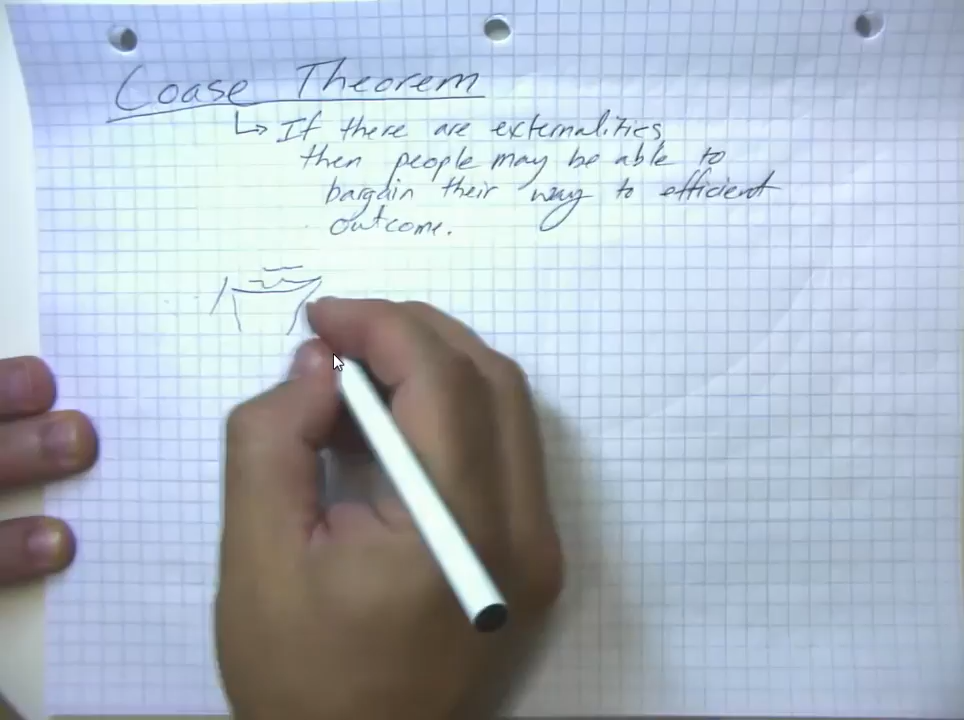 Coase Theorem
↳ If there are externalities
then people may be able to
bargain their way to efficient
outcome.